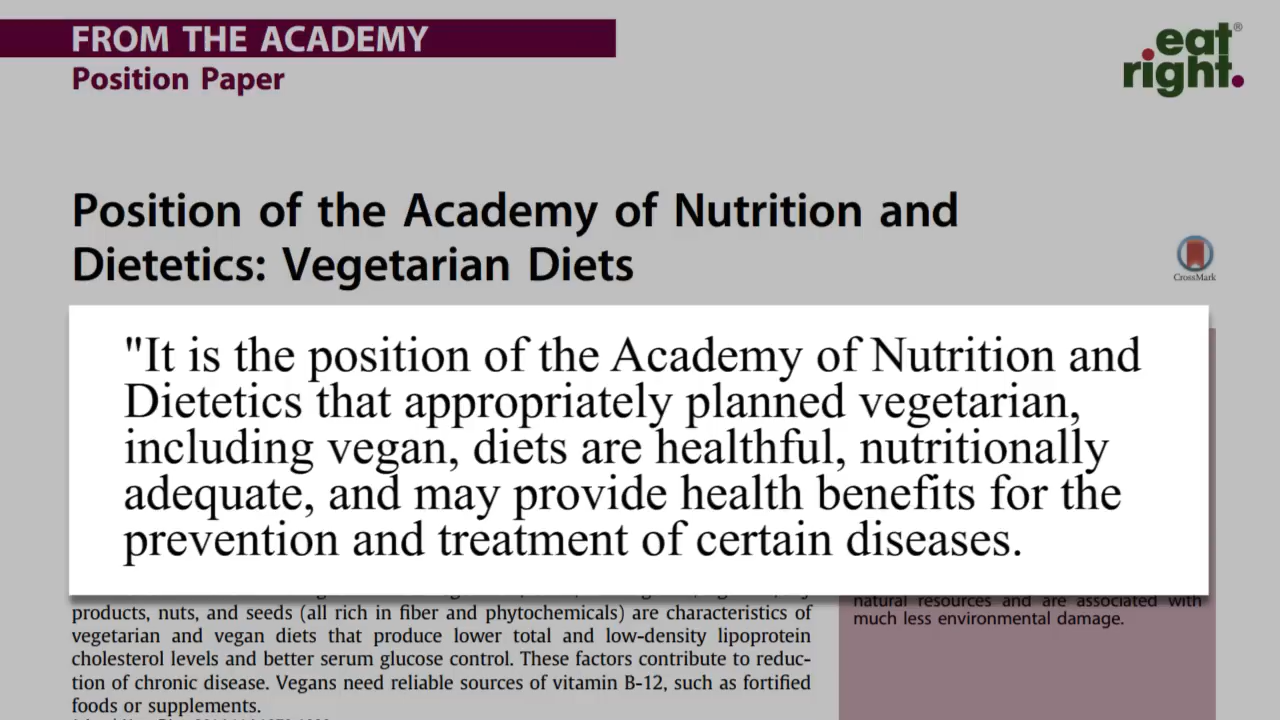 FROM THE ACADEMY
Position Paper
eat
right.
®
Position of the Academy of Nutrition and
Dietetics: Vegetarian Diets
CrossMark
"It is the position of the Academy of Nutrition and
Dietetics that appropriately planned vegetarian,
including vegan, diets are healthful, nutritionally
adequate, and may provide health benefits for the
prevention and treatment of certain diseases.
products, nuts, and seeds (all rich in fiber and phytochemicals) are characteristics of
vegetarian and vegan diets that produce lower total and low-density lipoprotein
cholesterol levels and better serum glucose control. These factors contribute to reduc-
tion of chronic disease. Vegans need reliable sources of vitamin B-12, such as fortified
foods or supplements.
natural resources and are associated with
much less environmental damage.